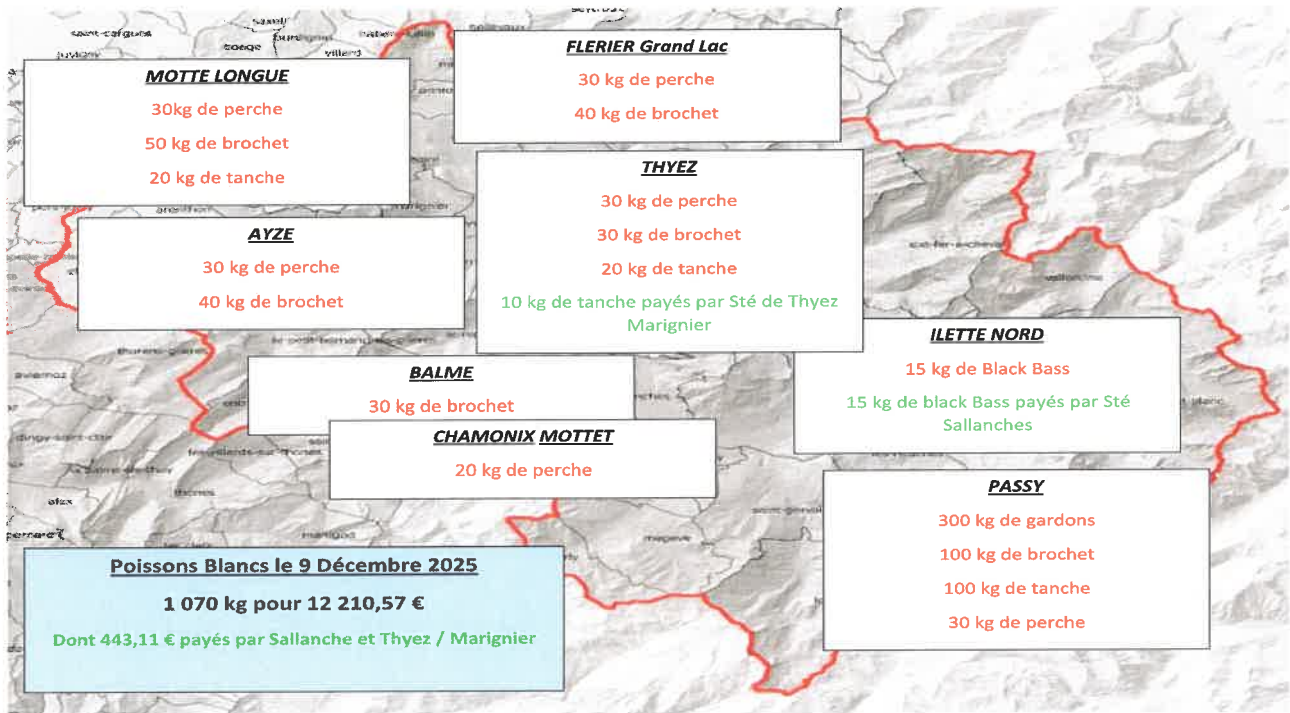 MOTTE LONGUE
30kg de perche
50 kg de brochet
20 kg de tanche
FLERIER Grand Lac
30 kg de perche
40 kg de brochet
THYEZ
30 kg de perche
30 kg de brochet
20 kg de tanche
10 kg de tanche payés par Sté de Thyez
Marignier
AYZE
30 kg de perche
40 kg de brochet
ILETTE NORD
15 kg de Black Bass
15 kg de black Bass payés par Sté
Sallanches
BALME
30 kg de brochet
CHAMONIX MOTTET
20 kg de perche
PASSY
300 kg de gardons
100 kg de brochet
100 kg de tanche
30 kg de perche
Poissons Blancs le 9 Décembre 2025
1 070 kg pour 12 210,57 €
Dont 443,11 € payés par Sallanche et Thyez / Marignier
villard
thones
megeve
vallorcine
alex